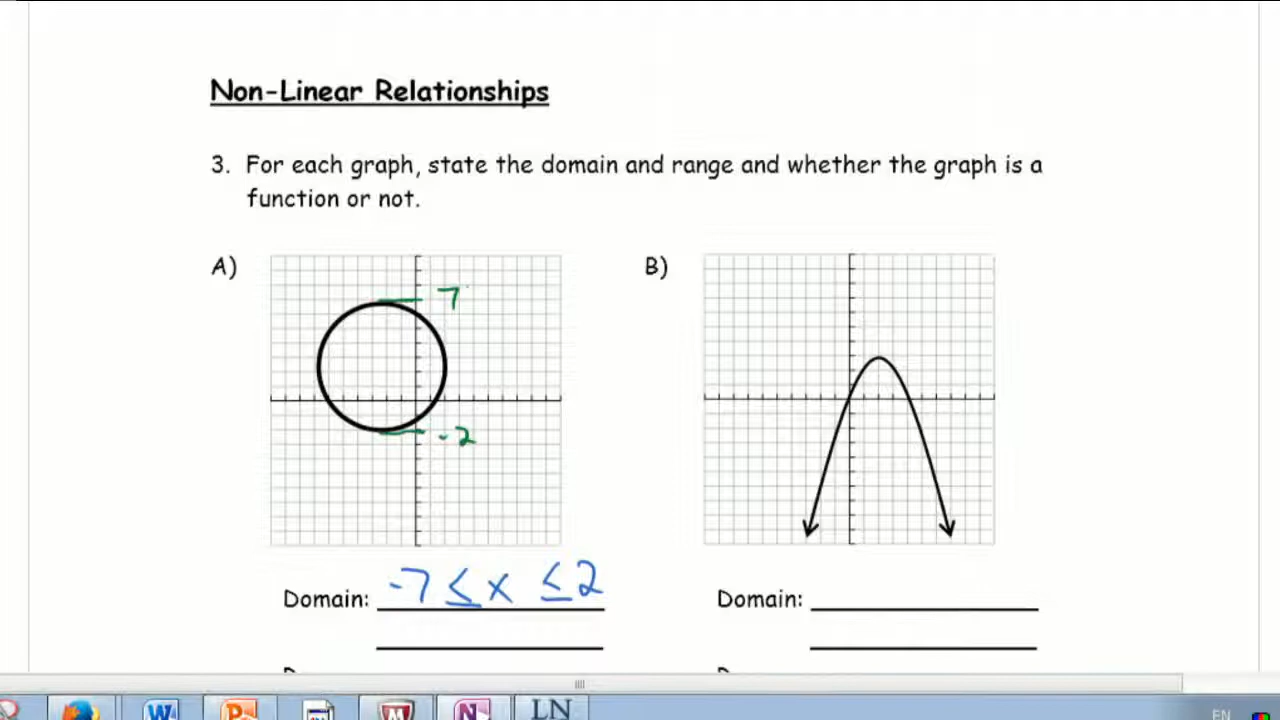 Non-Linear Relationships
3. For each graph, state the domain and range and whether the graph is a
function or not.
A)
B)
7
-2
Domain: -7 ≤ x ≤ 2
Domain:
W
P
M
N
LN
EN